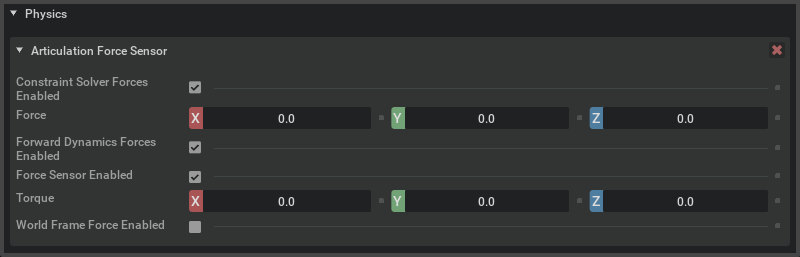 Physics
Articulation Force Sensor
Constraint Solver Forces
Enabled
Force X 0.0 Y 0.0 Z 0.0
Forward Dynamics Forces
Enabled
Force Sensor Enabled
Torque X 0.0 Y 0.0 Z 0.0
World Frame Force Enabled